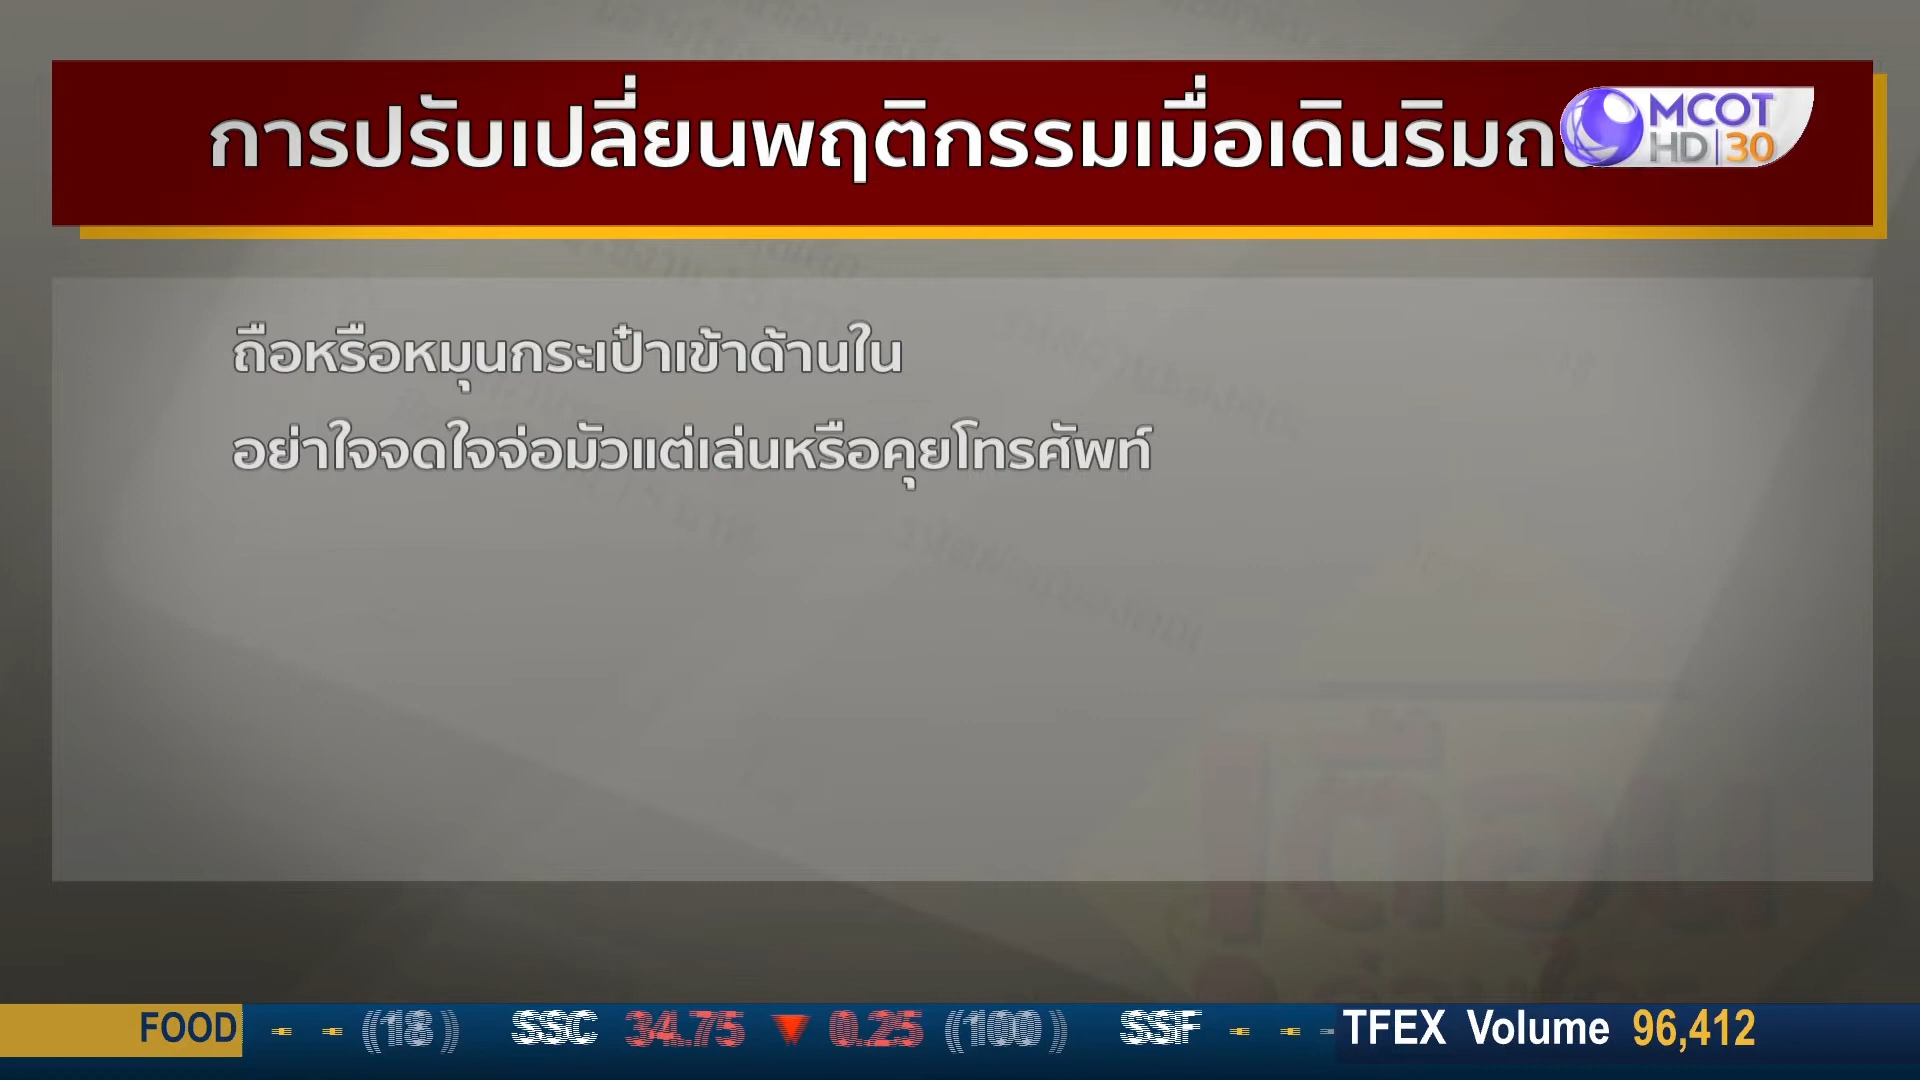 การปรับเปลี่ยนพฤติกรรมเมื่อเดินริม
MCOT
HD 30
ถือหรือหมุนกระเป๋าเข้าด้านใน
อย่าใจจดใจจ่อมัวแต่เล่นหรือคุยโทรศัพท์
FOOD - - (18) SSC 34.75 ▼ 0.25 (100) SSF - - - TFEX Volume 96,412